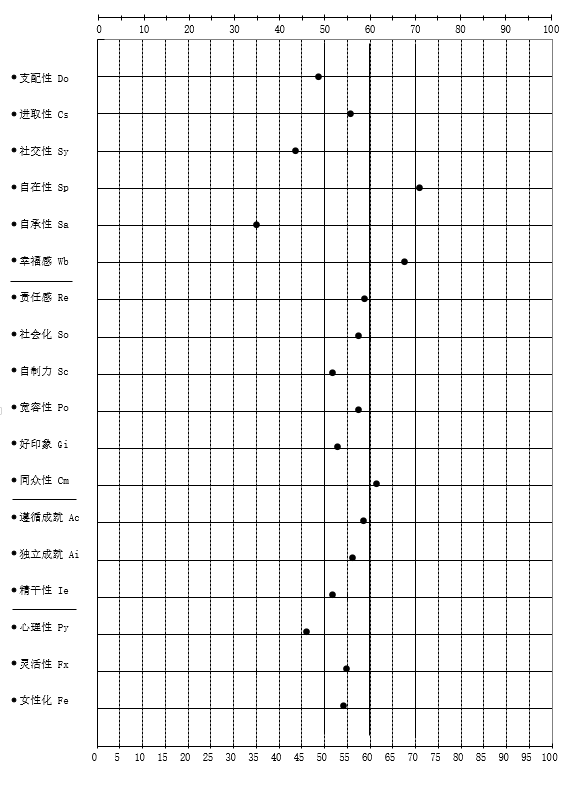 0 10 20 30 40 50 60 70 80 90 100
• 支配性 Do
• 进取性 Cs
• 社交性 Sy
• 自在性 Sp
• 自承性 Sa
• 幸福感 Wb
• 责任感 Re
• 社会化 So
• 自制力 Sc
• 宽容性 Po
• 好印象 Gi
• 同众性 Cm
• 遵循成就 Ac
• 独立成就 Ai
• 精干性 Ie
• 心理性 Py
• 灵活性 Fx
• 女性化 Fe
0 5 10 15 20 25 30 35 40 45 50 55 60 65 70 75 80 85 90 95 100